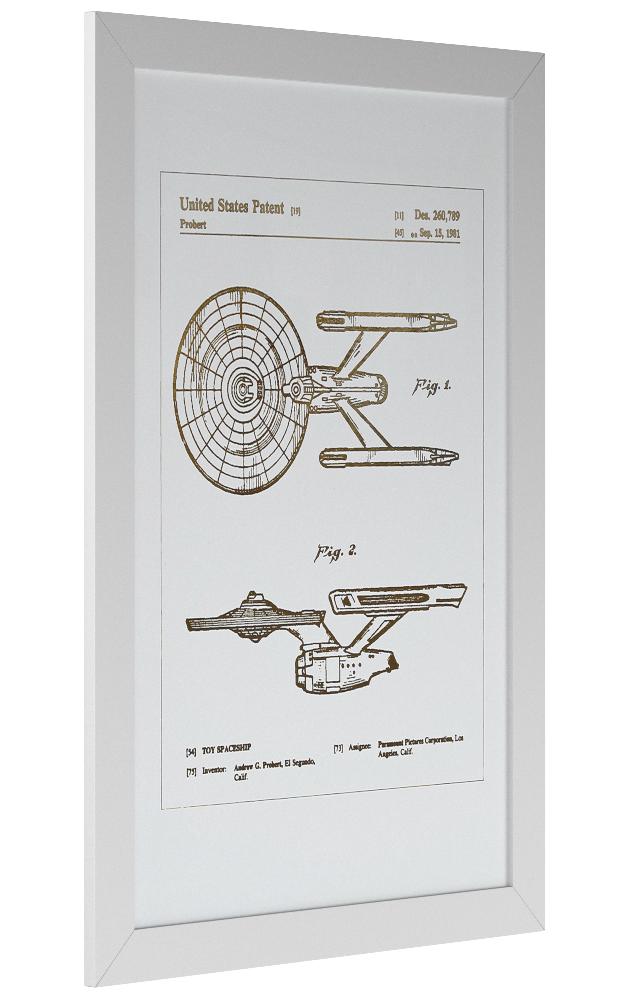 United States Patent [19]
Probert
[11] Des. 260,789
[45] ** Sep. 15, 1981
Fig. 1.
Fig. 2.
[54] TOY SPACESHIP
[75] Inventor: Andrew G. Probert, El Segundo,
Calif.
[73] Assignee: Paramount Pictures Corporation, Los
Angeles, Calif.